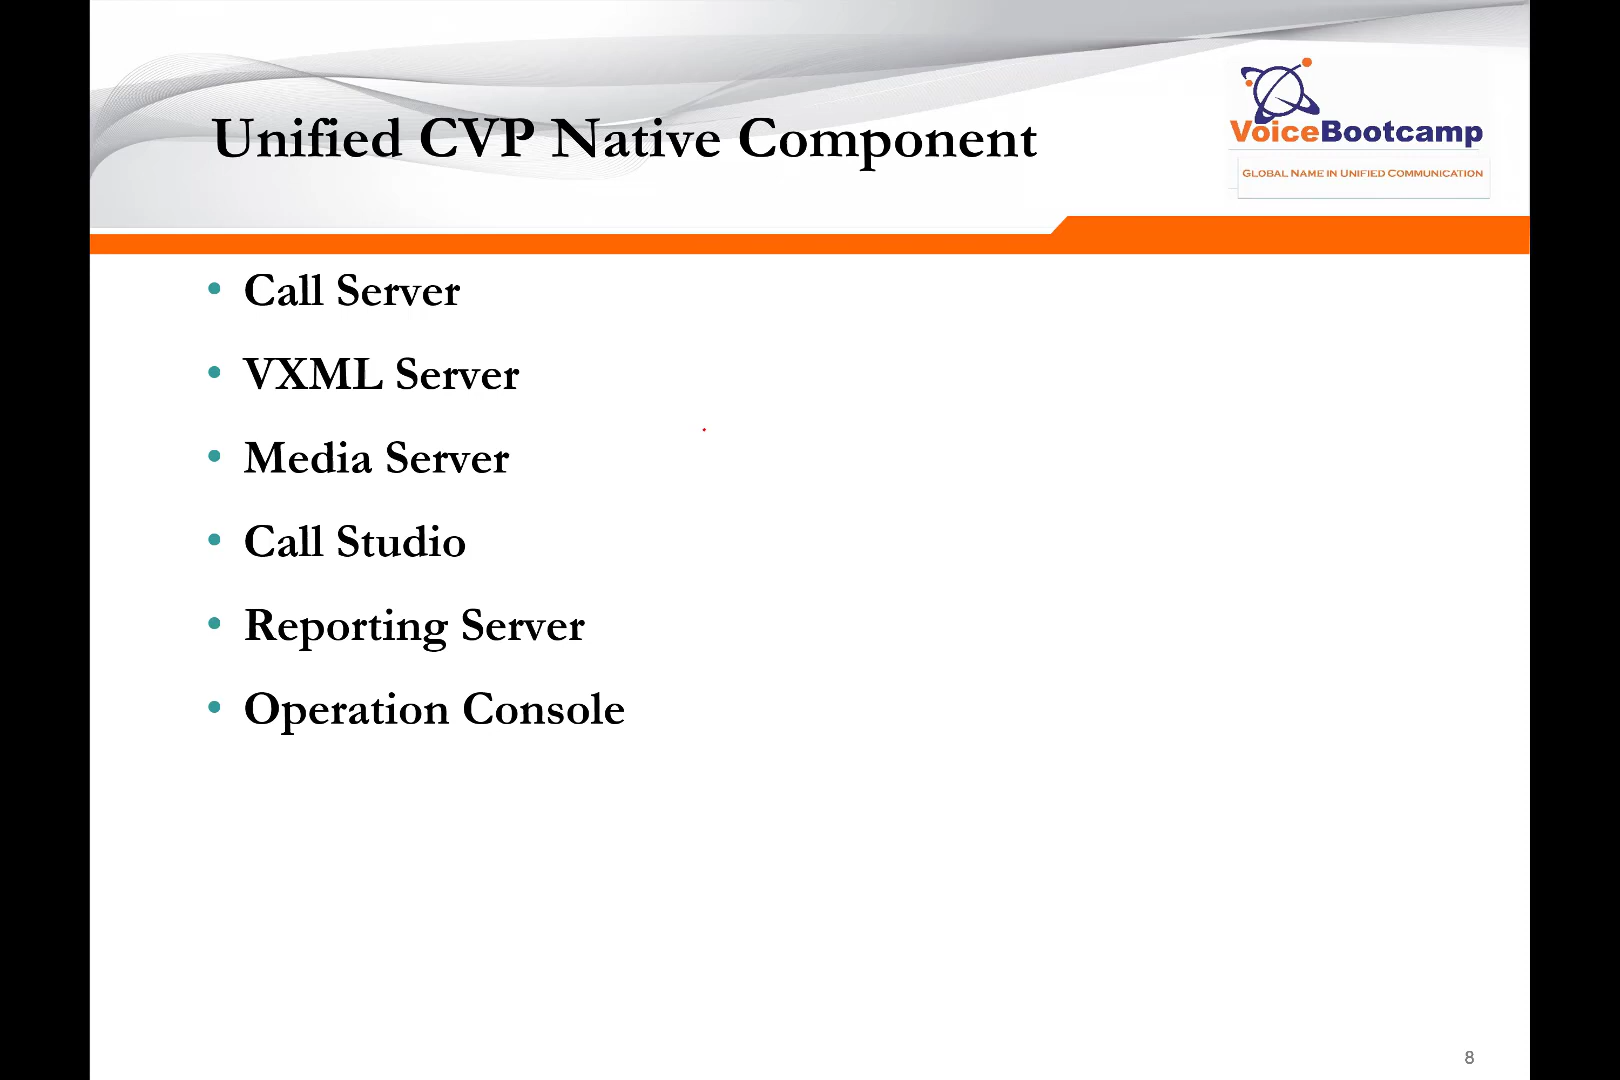 Unified CVP Native Component
VoiceBootcamp
GLOBAL NAME IN UNIFIED COMMUNICATION
• Call Server
• VXML Server
• Media Server
• Call Studio
• Reporting Server
• Operation Console
8